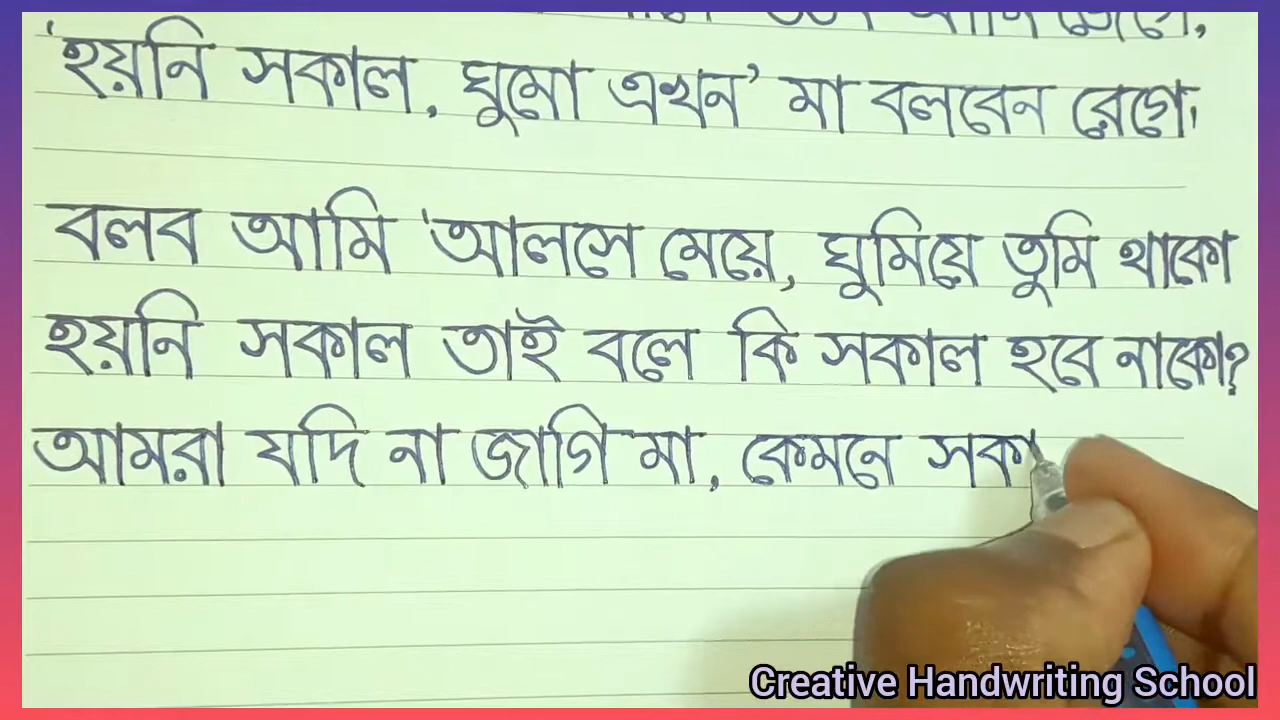 'হয়নি সকাল, ঘুমো এখন' মা বলবেন রেগে।
বলব আমি 'আলসে মেয়ে, ঘুমিয়ে তুমি থাকো
হয়নি সকাল তাই বলে কি সকাল হবে নাকো?
আমরা যদি না জাগি মা, কেমনে সকা
Creative Handwriting School